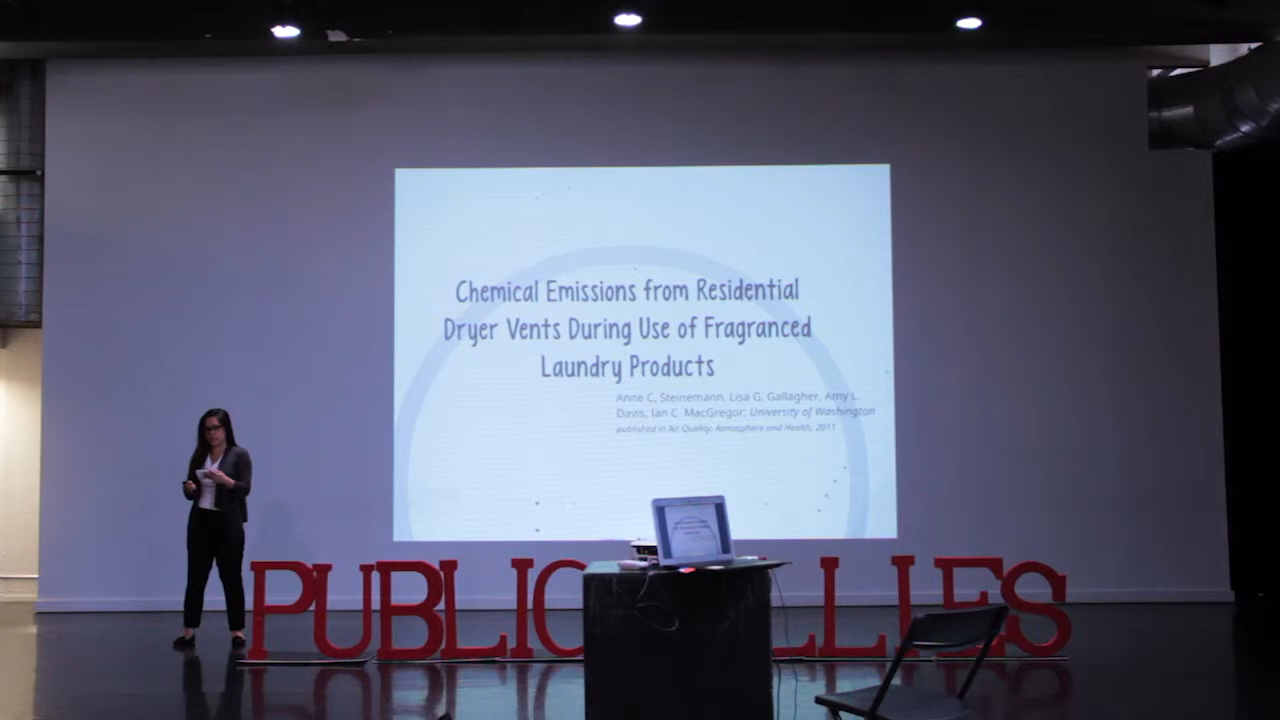 Chemical Emissions from Residential
Dryer Vents During Use of Fragranced
Laundry Products
Anne C, Steinemann, Lisa G. Gallagher, Amy L.
Davis, Ian C. MacGregor; University of Washington
published in Air Quality: Atmosphere and Health, 2011
PUBLIC LLIES